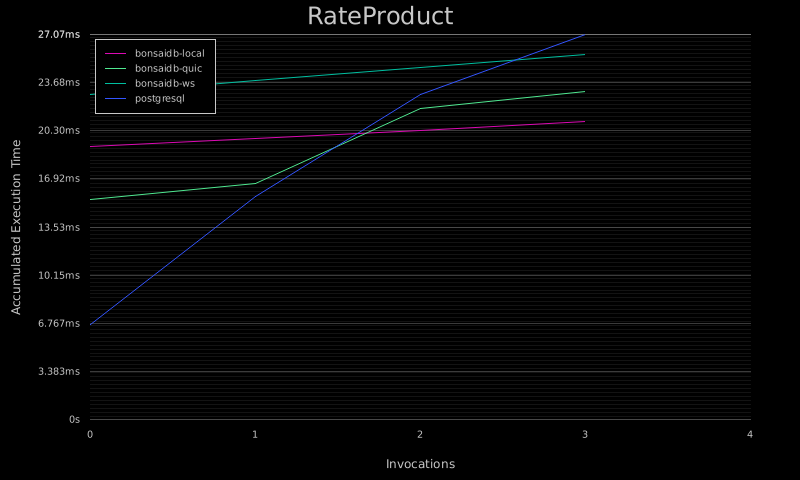 RateProduct
27.07ms
bonsaidb-local
bonsaidb-quic
bonsaidb-ws
postgresql
23.68ms
20.30ms
16.92ms
13.53ms
10.15ms
6.767ms
3.383ms
0s
Accumulated Execution Time
0 1 2 3 4
Invocations